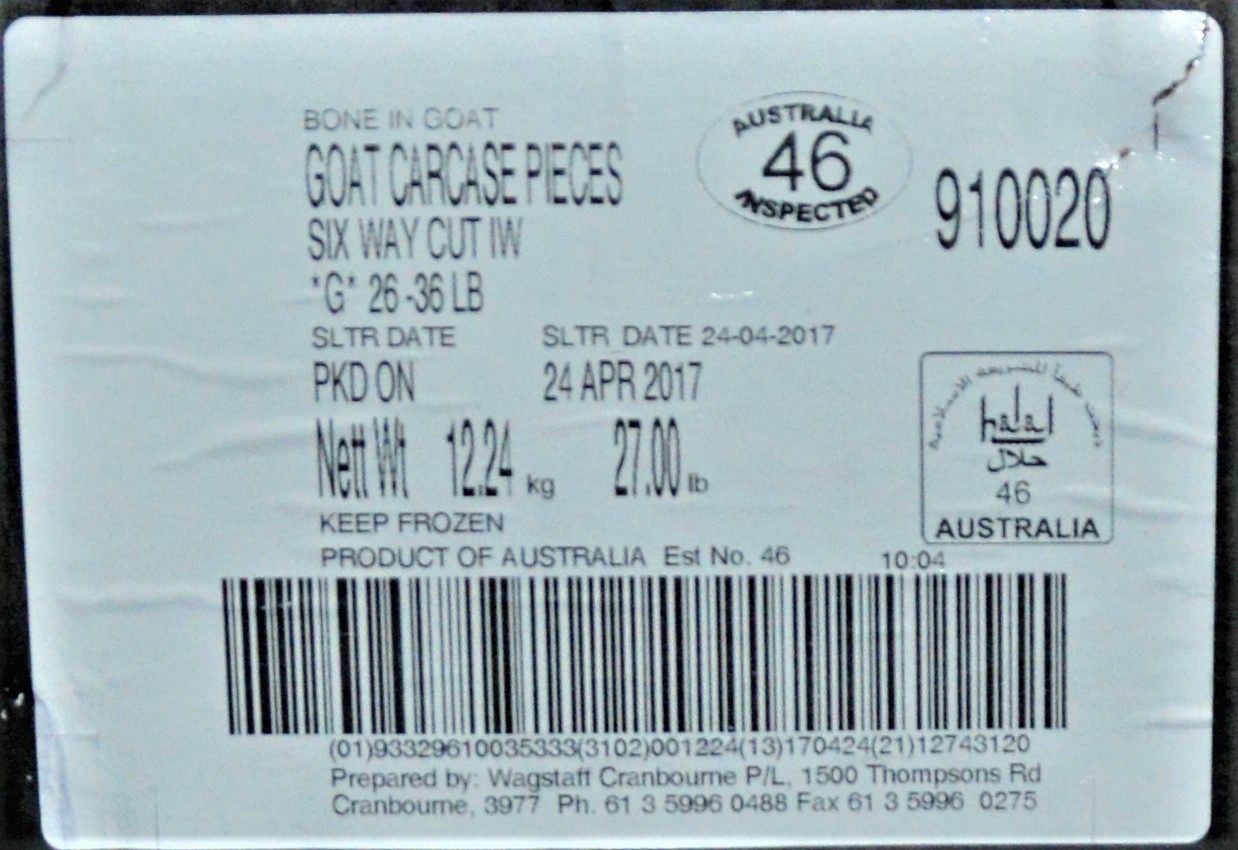 BONE IN GOAT
GOAT CARCASE PIECES
SIX WAY CUT IW
*G* 26-36 LB
AUSTRALIA
46
INSPECTED
910020
SLTR DATE SLTR DATE 24-04-2017
PKD ON 24 APR 2017
Nett Wt 12.24 kg 27.00 lb
KEEP FROZEN
PRODUCT OF AUSTRALIA Est No. 46 10:04
halal
حلال
46
AUSTRALIA
(01)93329610035333(3102)001224(13)170424(21)12743120
Prepared by: Wagstaff Cranbourne P/L, 1500 Thompsons Rd
Cranbourne, 3977 Ph. 61 3 5996 0488 Fax 61 3 5996 0275